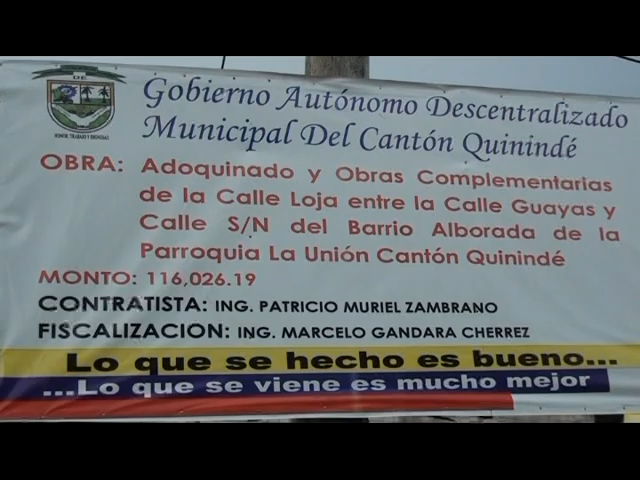 DE
HONOR, TRABAJO Y
Gobierno Autónomo Descentralizado
Municipal Del Cantón Quinindé
OBRA: Adoquinado y Obras Complementarias
de la Calle Loja entre la Calle Guayas y
Calle S/N del Barrio Alborada de la
Parroquia La Unión Cantón Quinindé
MONTO: 116,026.19
CONTRATISTA: ING. PATRICIO MURIEL ZAMBRANO
FISCALIZACION: ING. MARCELO GANDARA CHERREZ
Lo que se hecho es bueno...
...Lo que se viene es mucho mejor